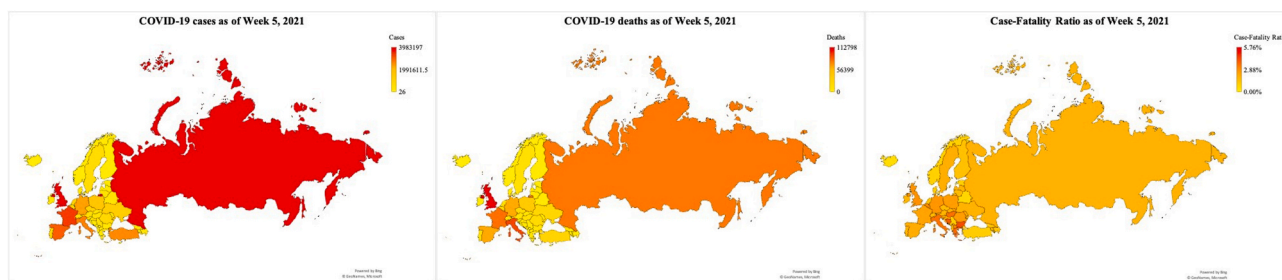 COVID-19 cases as of Week 5, 2021
Cases
3983197
1991611.5
26
Powered by Bing
© GeoNames, Microsoft
COVID-19 deaths as of Week 5, 2021
Deaths
112798
56399
0
Powered by Bing
© GeoNames, Microsoft
Case-Fatality Ratio as of Week 5, 2021
Case-Fatality Rat
5.76%
2.88%
0.00%
Powered by Bing
© GeoNames, Microsoft